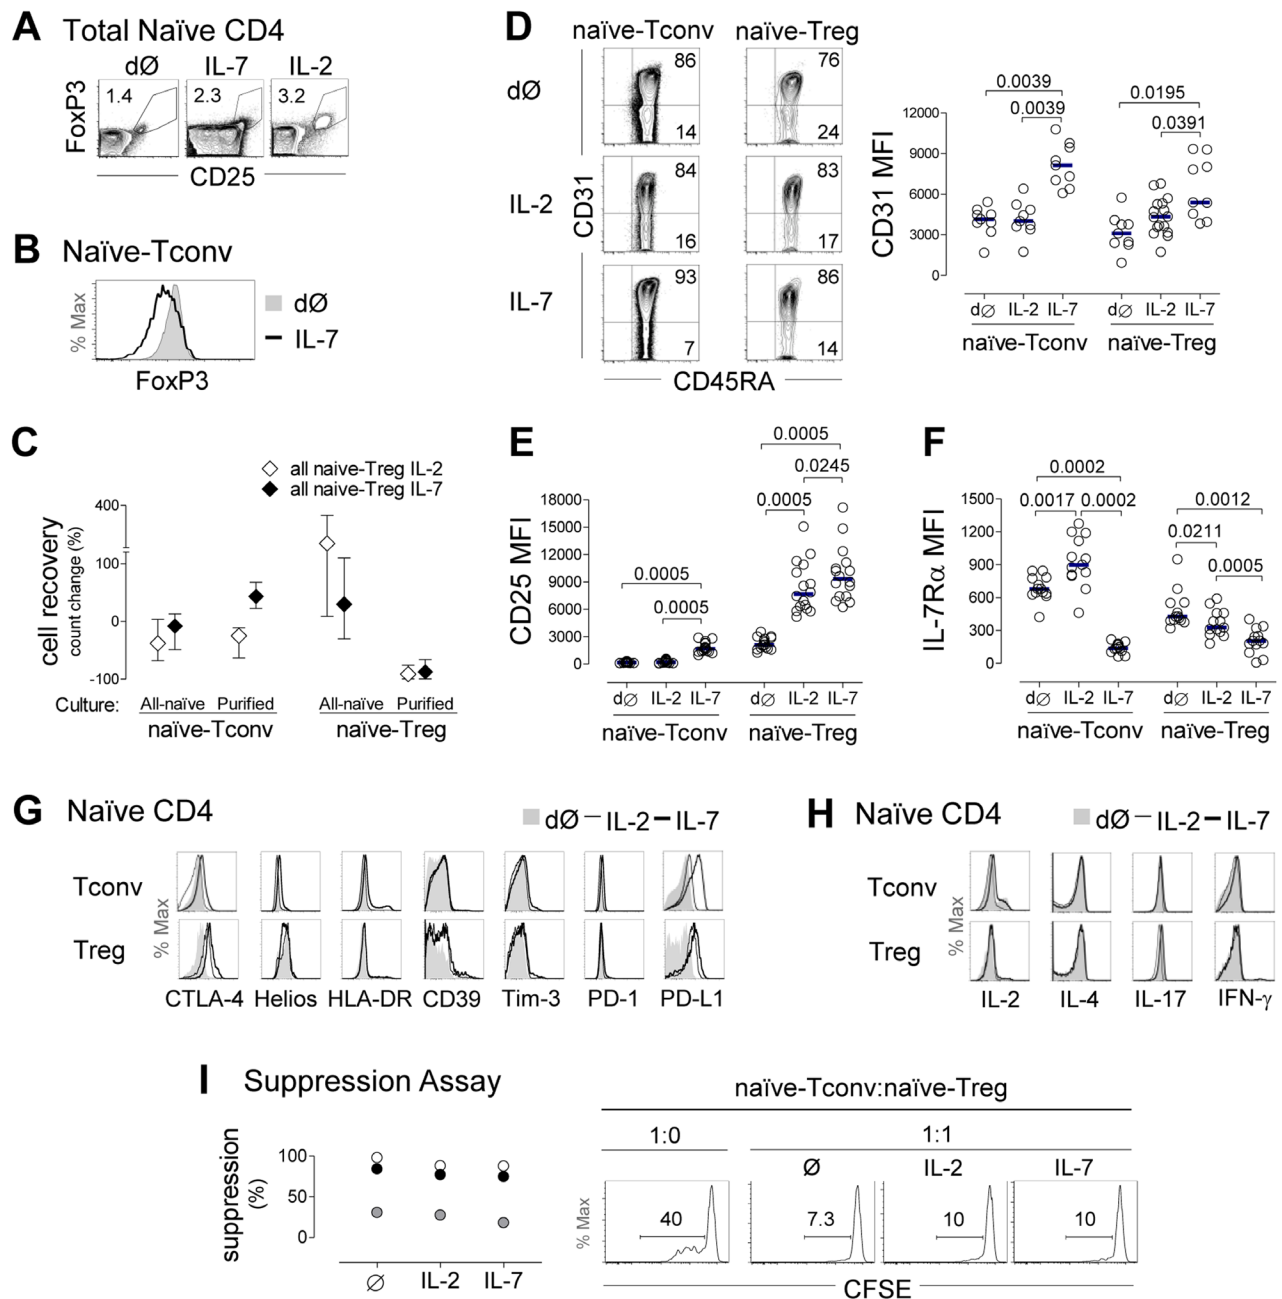 A Total Naïve CD4
dØ IL-7 IL-2
FoxP3
1.4 2.3 3.2
CD25
B Naïve-Tconv
% Max
dØ
IL-7
FoxP3
C
all naive-Treg IL-2
all naive-Treg IL-7
cell recovery
count change (%)
400
100
0
-100
Culture: All-naïve Purified All-naïve Purified
naïve-Tconv naïve-Treg
D naïve-Tconv naïve-Treg
dØ
86 76
14 24
IL-2
84 83
16 17
IL-7
93 86
7 14
CD31
CD45RA
CD31 MFI
12000
9000
6000
3000
0
0.0039 0.0195
0.0039 0.0391
dØ IL-2 IL-7 dØ IL-2 IL-7
naïve-Tconv naïve-Treg
E
CD25 MFI
18000
15000
12000
9000
6000
3000
0
0.0005
0.0245
0.0005
0.0005
0.0005
dØ IL-2 IL-7 dØ IL-2 IL-7
naïve-Tconv naïve-Treg
F
IL-7Rα MFI
1500
1200
900
600
300
0
0.0002
0.0017 0.0002
0.0012
0.0211
0.0005
dØ IL-2 IL-7 dØ IL-2 IL-7
naïve-Tconv naïve-Treg
G Naïve CD4
dØ IL-2 IL-7
Tconv
Treg
% Max
CTLA-4 Helios HLA-DR CD39 Tim-3 PD-1 PD-L1
H Naïve CD4
dØ IL-2 IL-7
Tconv
Treg
% Max
IL-2 IL-4 IL-17 IFN-γ
I Suppression Assay
suppression
(%)
100
50
0
Ø IL-2 IL-7
naïve-Tconv:naïve-Treg
1:0 1:1
Ø IL-2 IL-7
% Max
40 7.3 10 10
CFSE